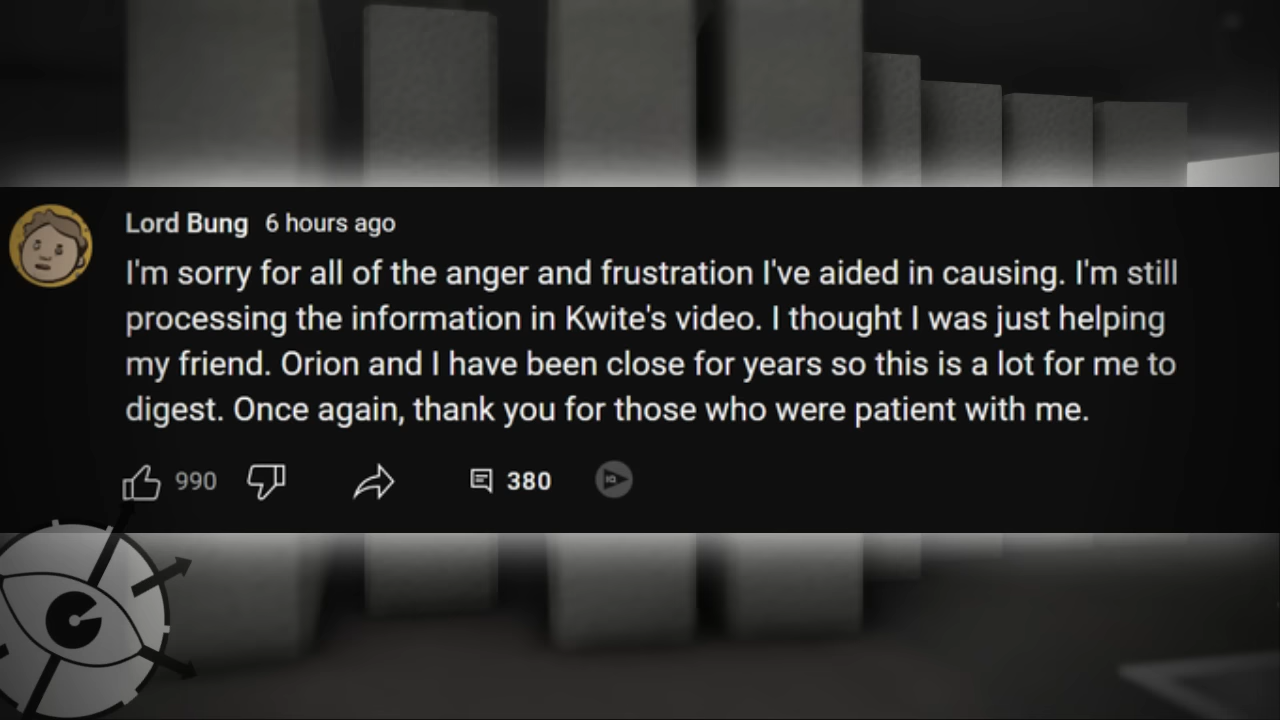 Lord Bung 6 hours ago
I'm sorry for all of the anger and frustration I've aided in causing. I'm still
processing the information in Kwite's video. I thought I was just helping
my friend. Orion and I have been close for years so this is a lot for me to
digest. Once again, thank you for those who were patient with me.
990 380
IQ